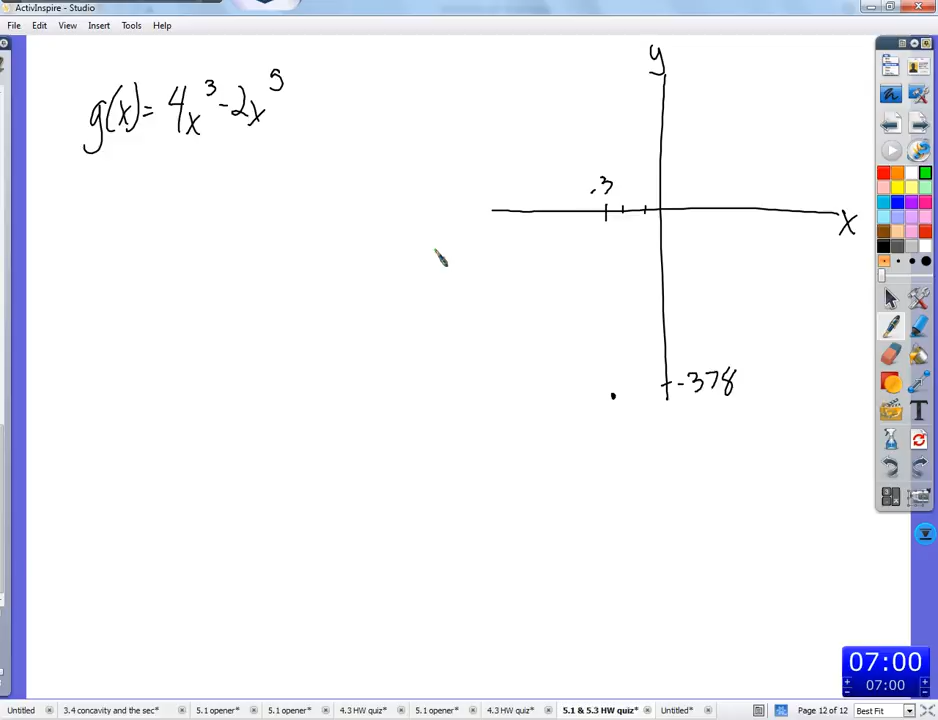 ActivInspire - Studio
File Edit View Insert Tools Help
g(x)= 4x³-2x⁵
y
-3
x
-378
07:00
07:00
Untitled 3.4 concavity and the sec* 5.1 opener* 5.1 opener* 4.3 HW quiz* 5.1 opener* 4.3 HW quiz* 5.1 & 5.3 HW quiz* Untitled* Page 12 of 12 Best Fit